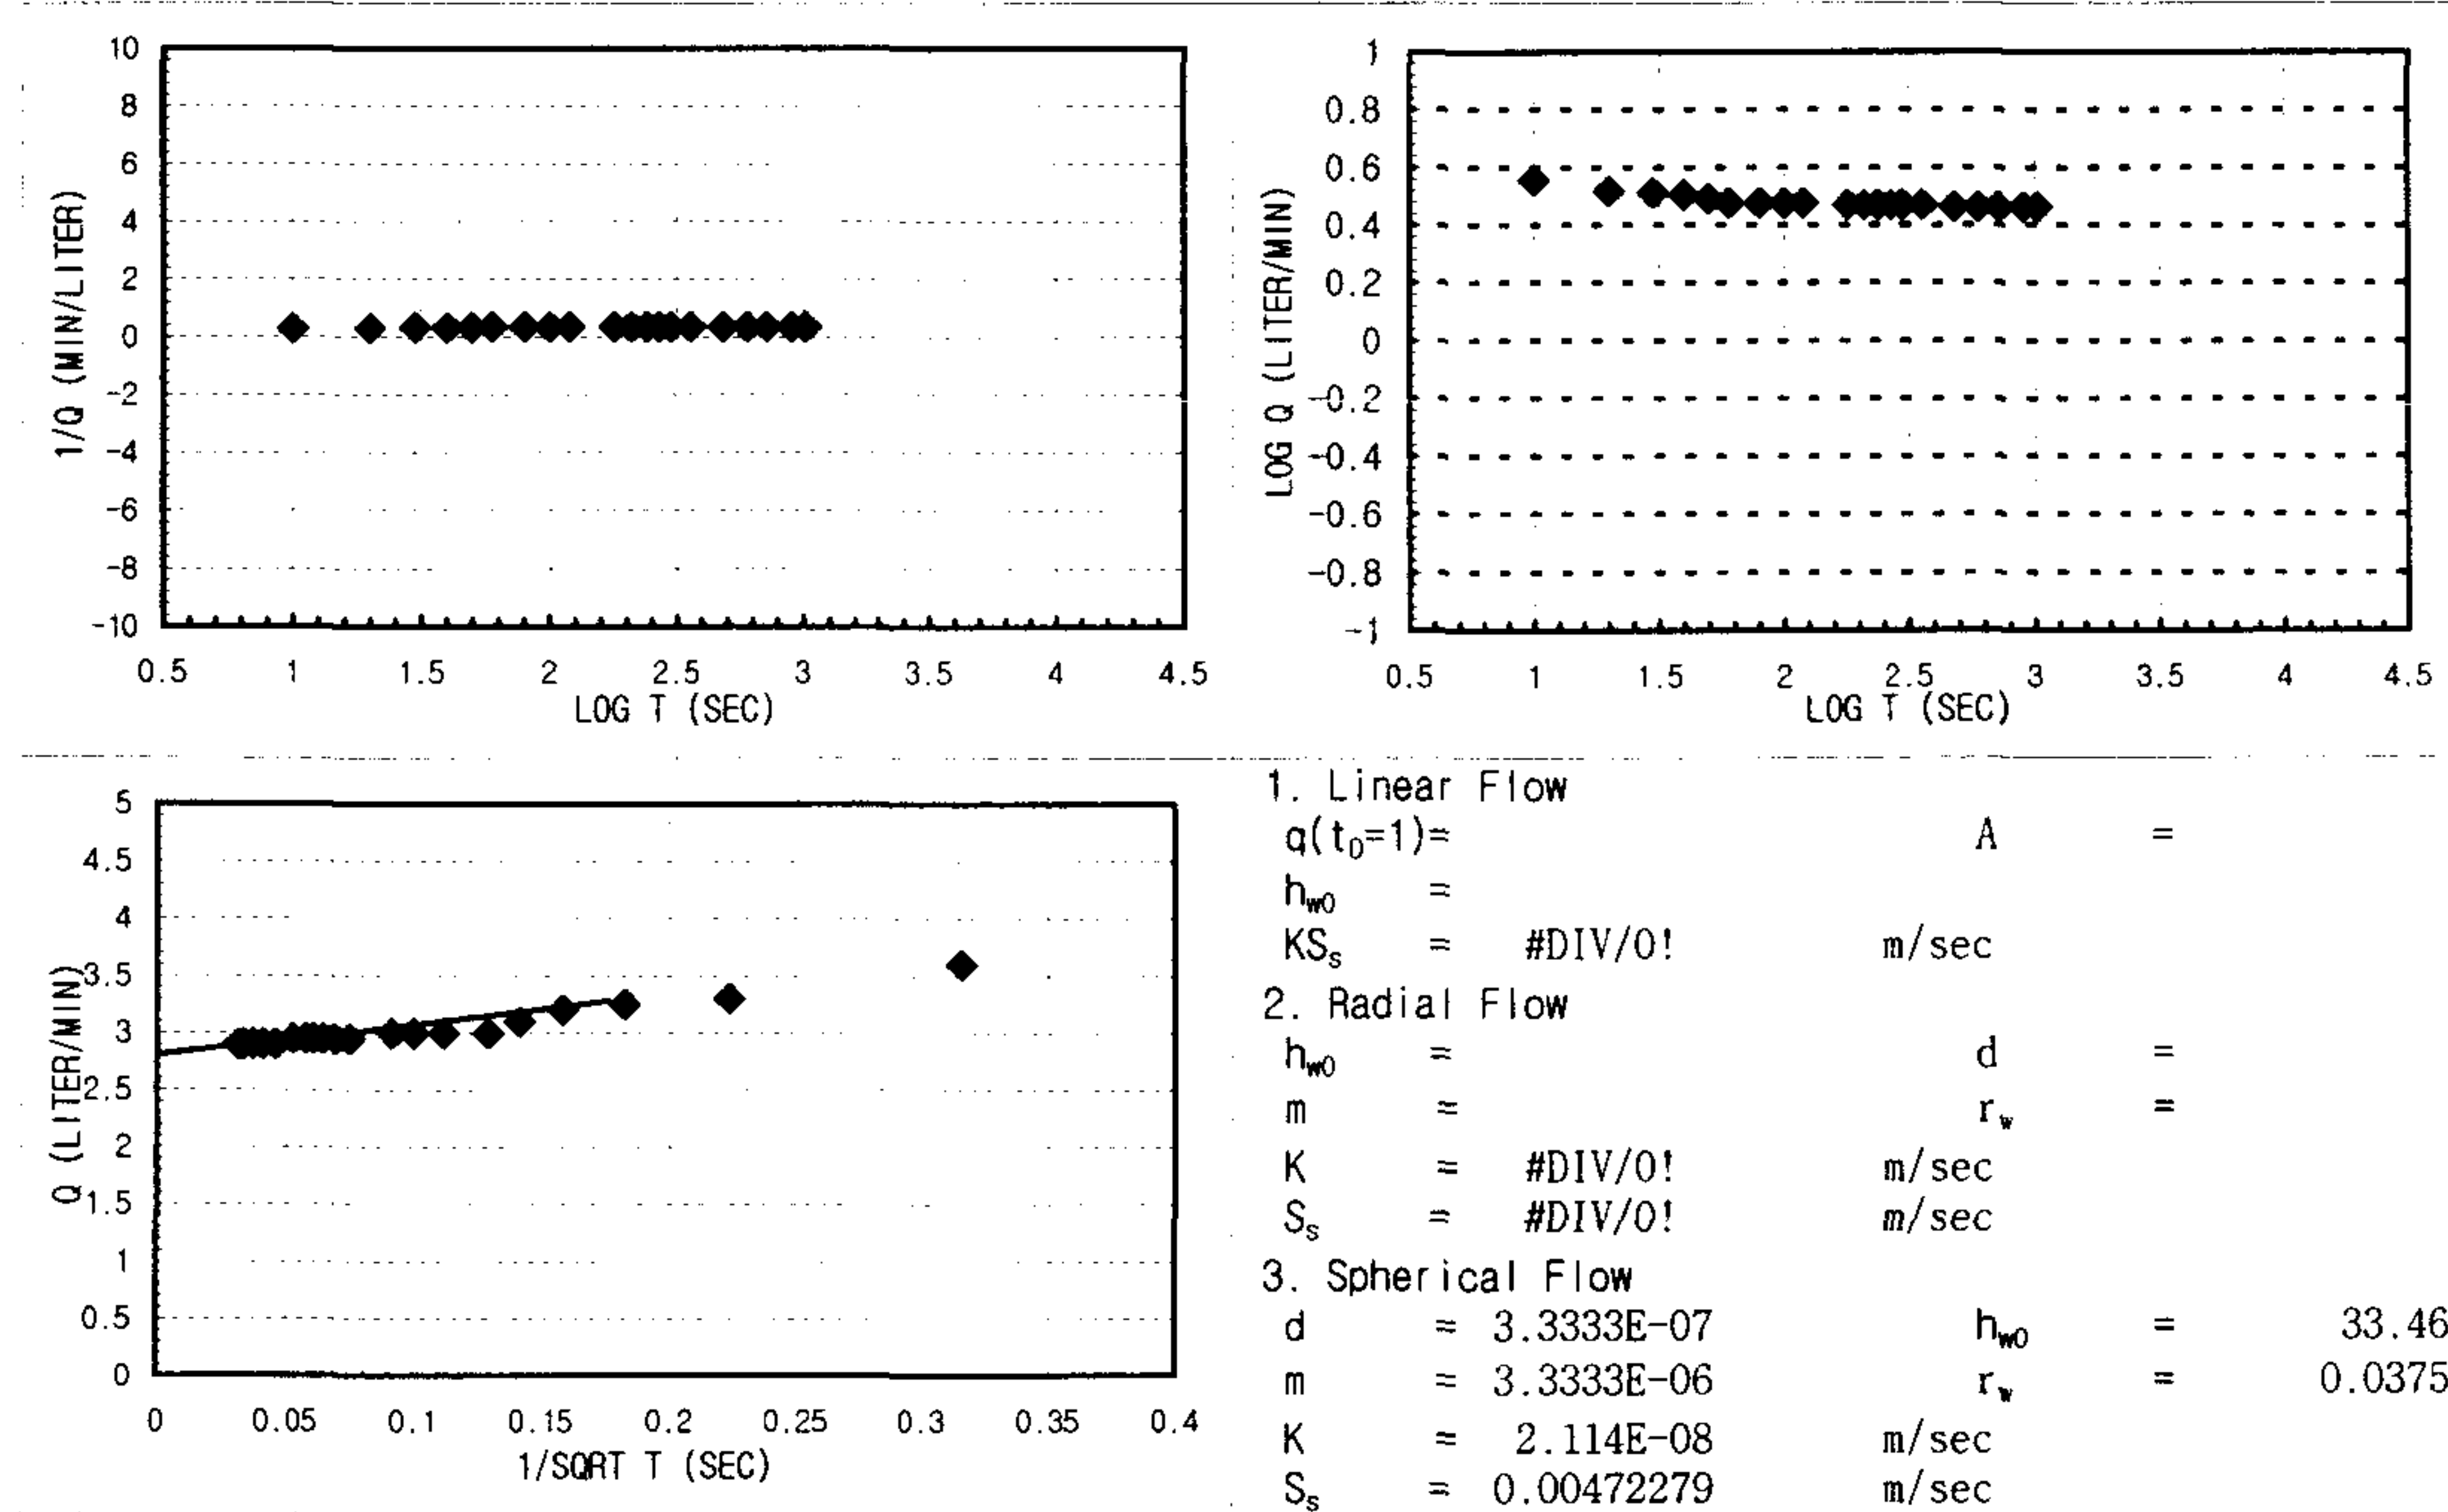 10
8
6
4
2
0
-2
-4
-6
-8
-10
1/Q (MIN/LITER)
0.5 1 1.5 2 2.5 3 3.5 4 4.5
LOG T (SEC)
1
0.8
0.6
0.4
0.2
0
-0.2
-0.4
-0.6
-0.8
-1
LOG Q (LITER/MIN)
0.5 1 1.5 2 2.5 3 3.5 4 4.5
LOG T (SEC)
5
4.5
4
3.5
3
2.5
2
1.5
1
0.5
0
Q (LITER/MIN)
0 0.05 0.1 0.15 0.2 0.25 0.3 0.35 0.4
1/SQRT T (SEC)
1. Linear Flow
q(t₀=1)= A =
h_w0 =
KSₛ = #DIV/0! m/sec
2. Radial Flow
h_w0 = d =
m = r_w =
K = #DIV/0! m/sec
Sₛ = #DIV/0! m/sec
3. Spherical Flow
d = 3.3333E-07 h_w0 = 33.46
m = 3.3333E-06 r_w = 0.0375
K = 2.114E-08 m/sec
Sₛ = 0.00472279 m/sec